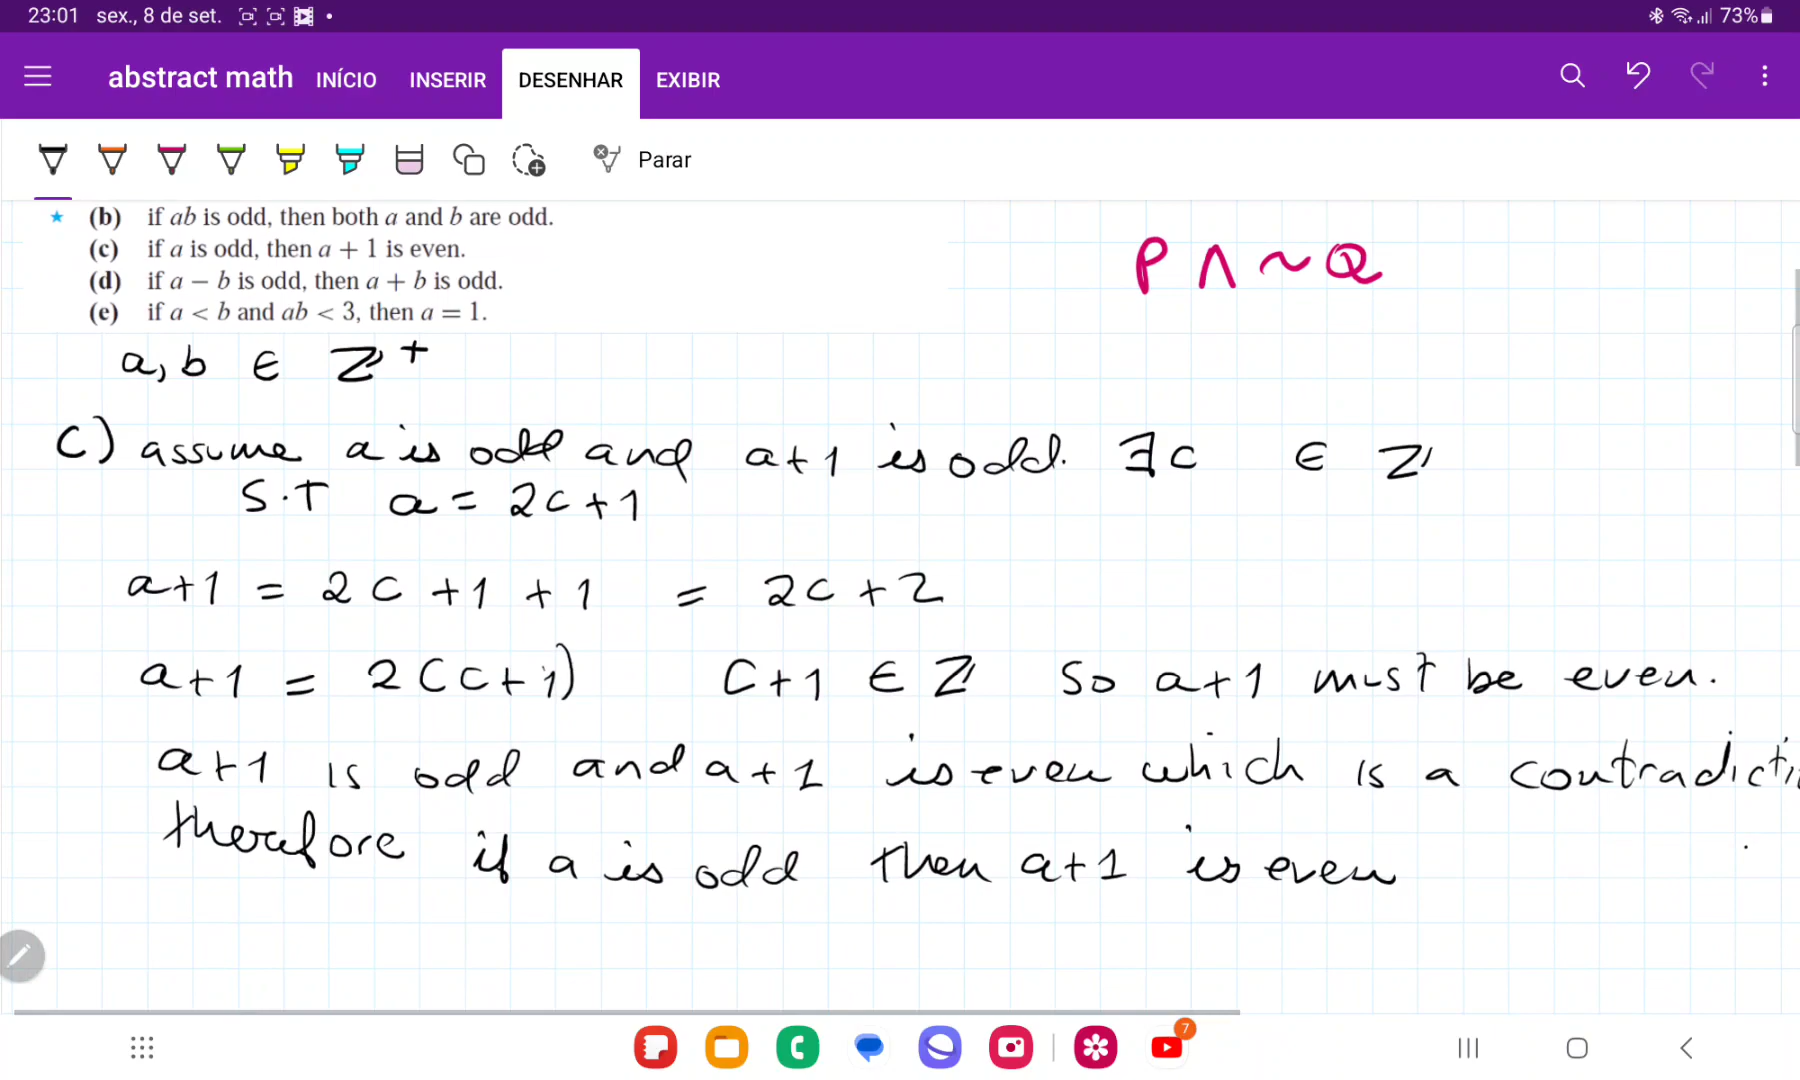 23:01 sex., 8 de set. 73%
abstract math INÍCIO INSERIR DESENHAR EXIBIR
Parar
★ (b) if ab is odd, then both a and b are odd.
(c) if a is odd, then a + 1 is even.
(d) if a − b is odd, then a + b is odd.
(e) if a < b and ab < 3, then a = 1.
P ∧ ~Q
a, b ∈ ℤ⁺
C) assume a is odd and a+1 is odd. ∃c ∈ ℤ
S.T a = 2c+1
a+1 = 2c +1 +1 = 2c + 2
a+1 = 2(c+1) C+1 ∈ ℤ So a+1 must be even.
a+1 is odd and a+1 is even which is a contradicti
therefore if a is odd then a+1 is even
7